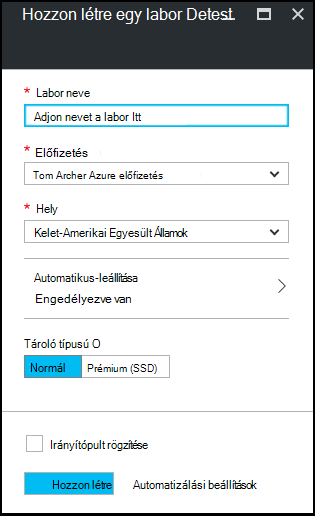 Hozzon létre egy labor Detest
* Labor neve
Adjon nevet a labor Itt
* Előfizetés
Tom Archer Azure előfizetés
* Hely
Kelet-Amerikai Egyesült Államok
Automatikus-leállítása
Engedélyezve van
Tároló típusú O
Normál Prémium (SSD)
Irányítópult rögzítése
Hozzon létre Automatizálási beállítások